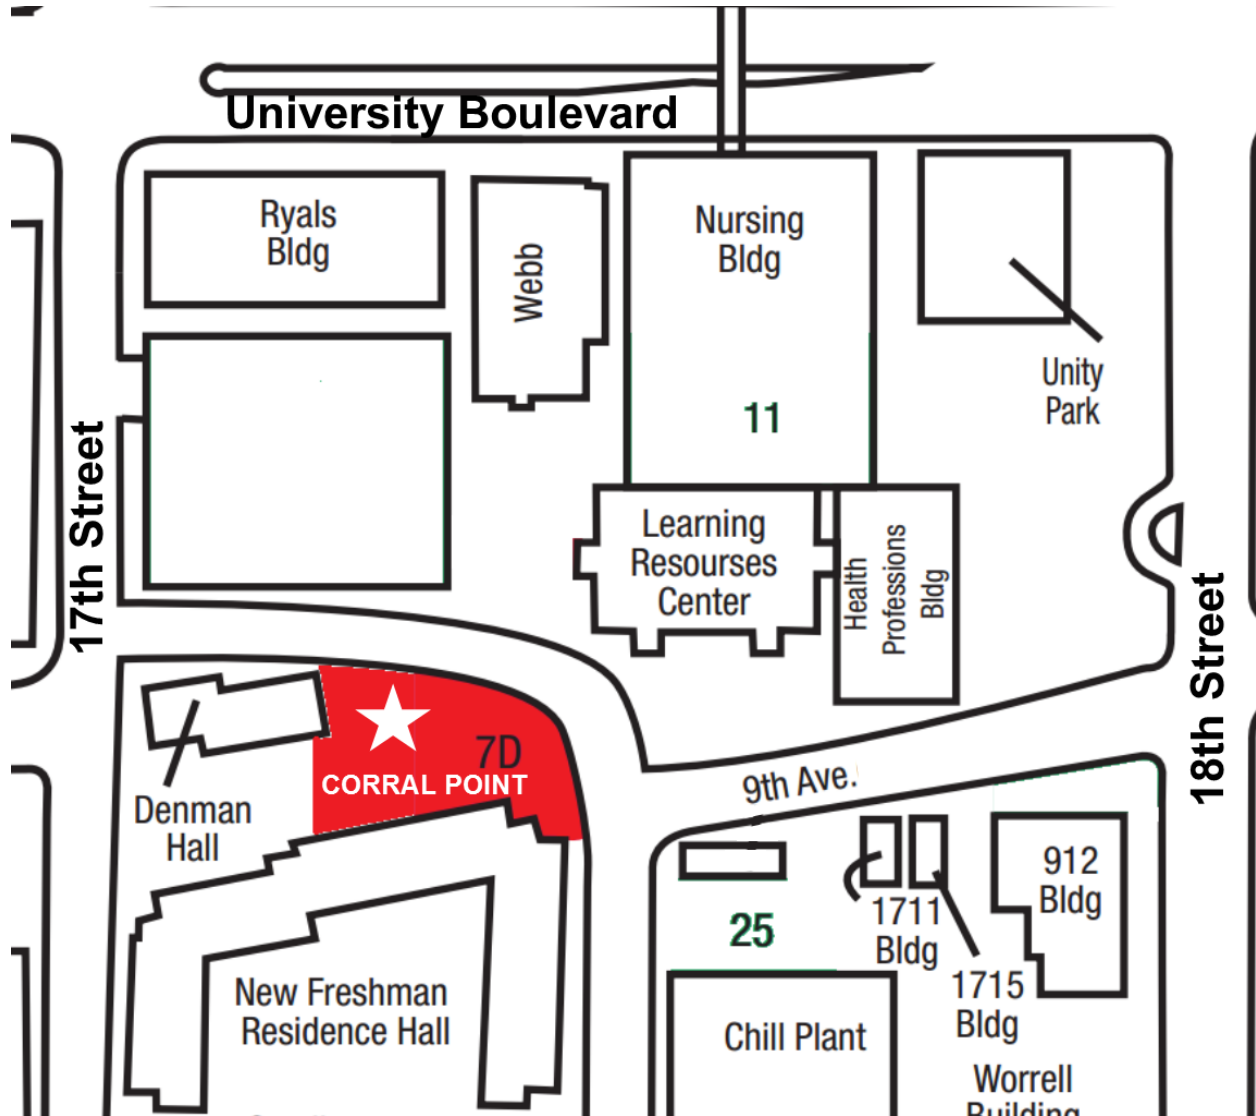 University Boulevard
Ryals
Bldg
Webb
Nursing
Bldg
11
Unity
Park
17th Street
Learning
Resourses
Center
Health
Professions
Bldg
18th Street
7D
CORRAL POINT
Denman
Hall
9th Ave.
25
1711
Bldg
1715
Bldg
912
Bldg
New Freshman
Residence Hall
Chill Plant
Worrell
Building